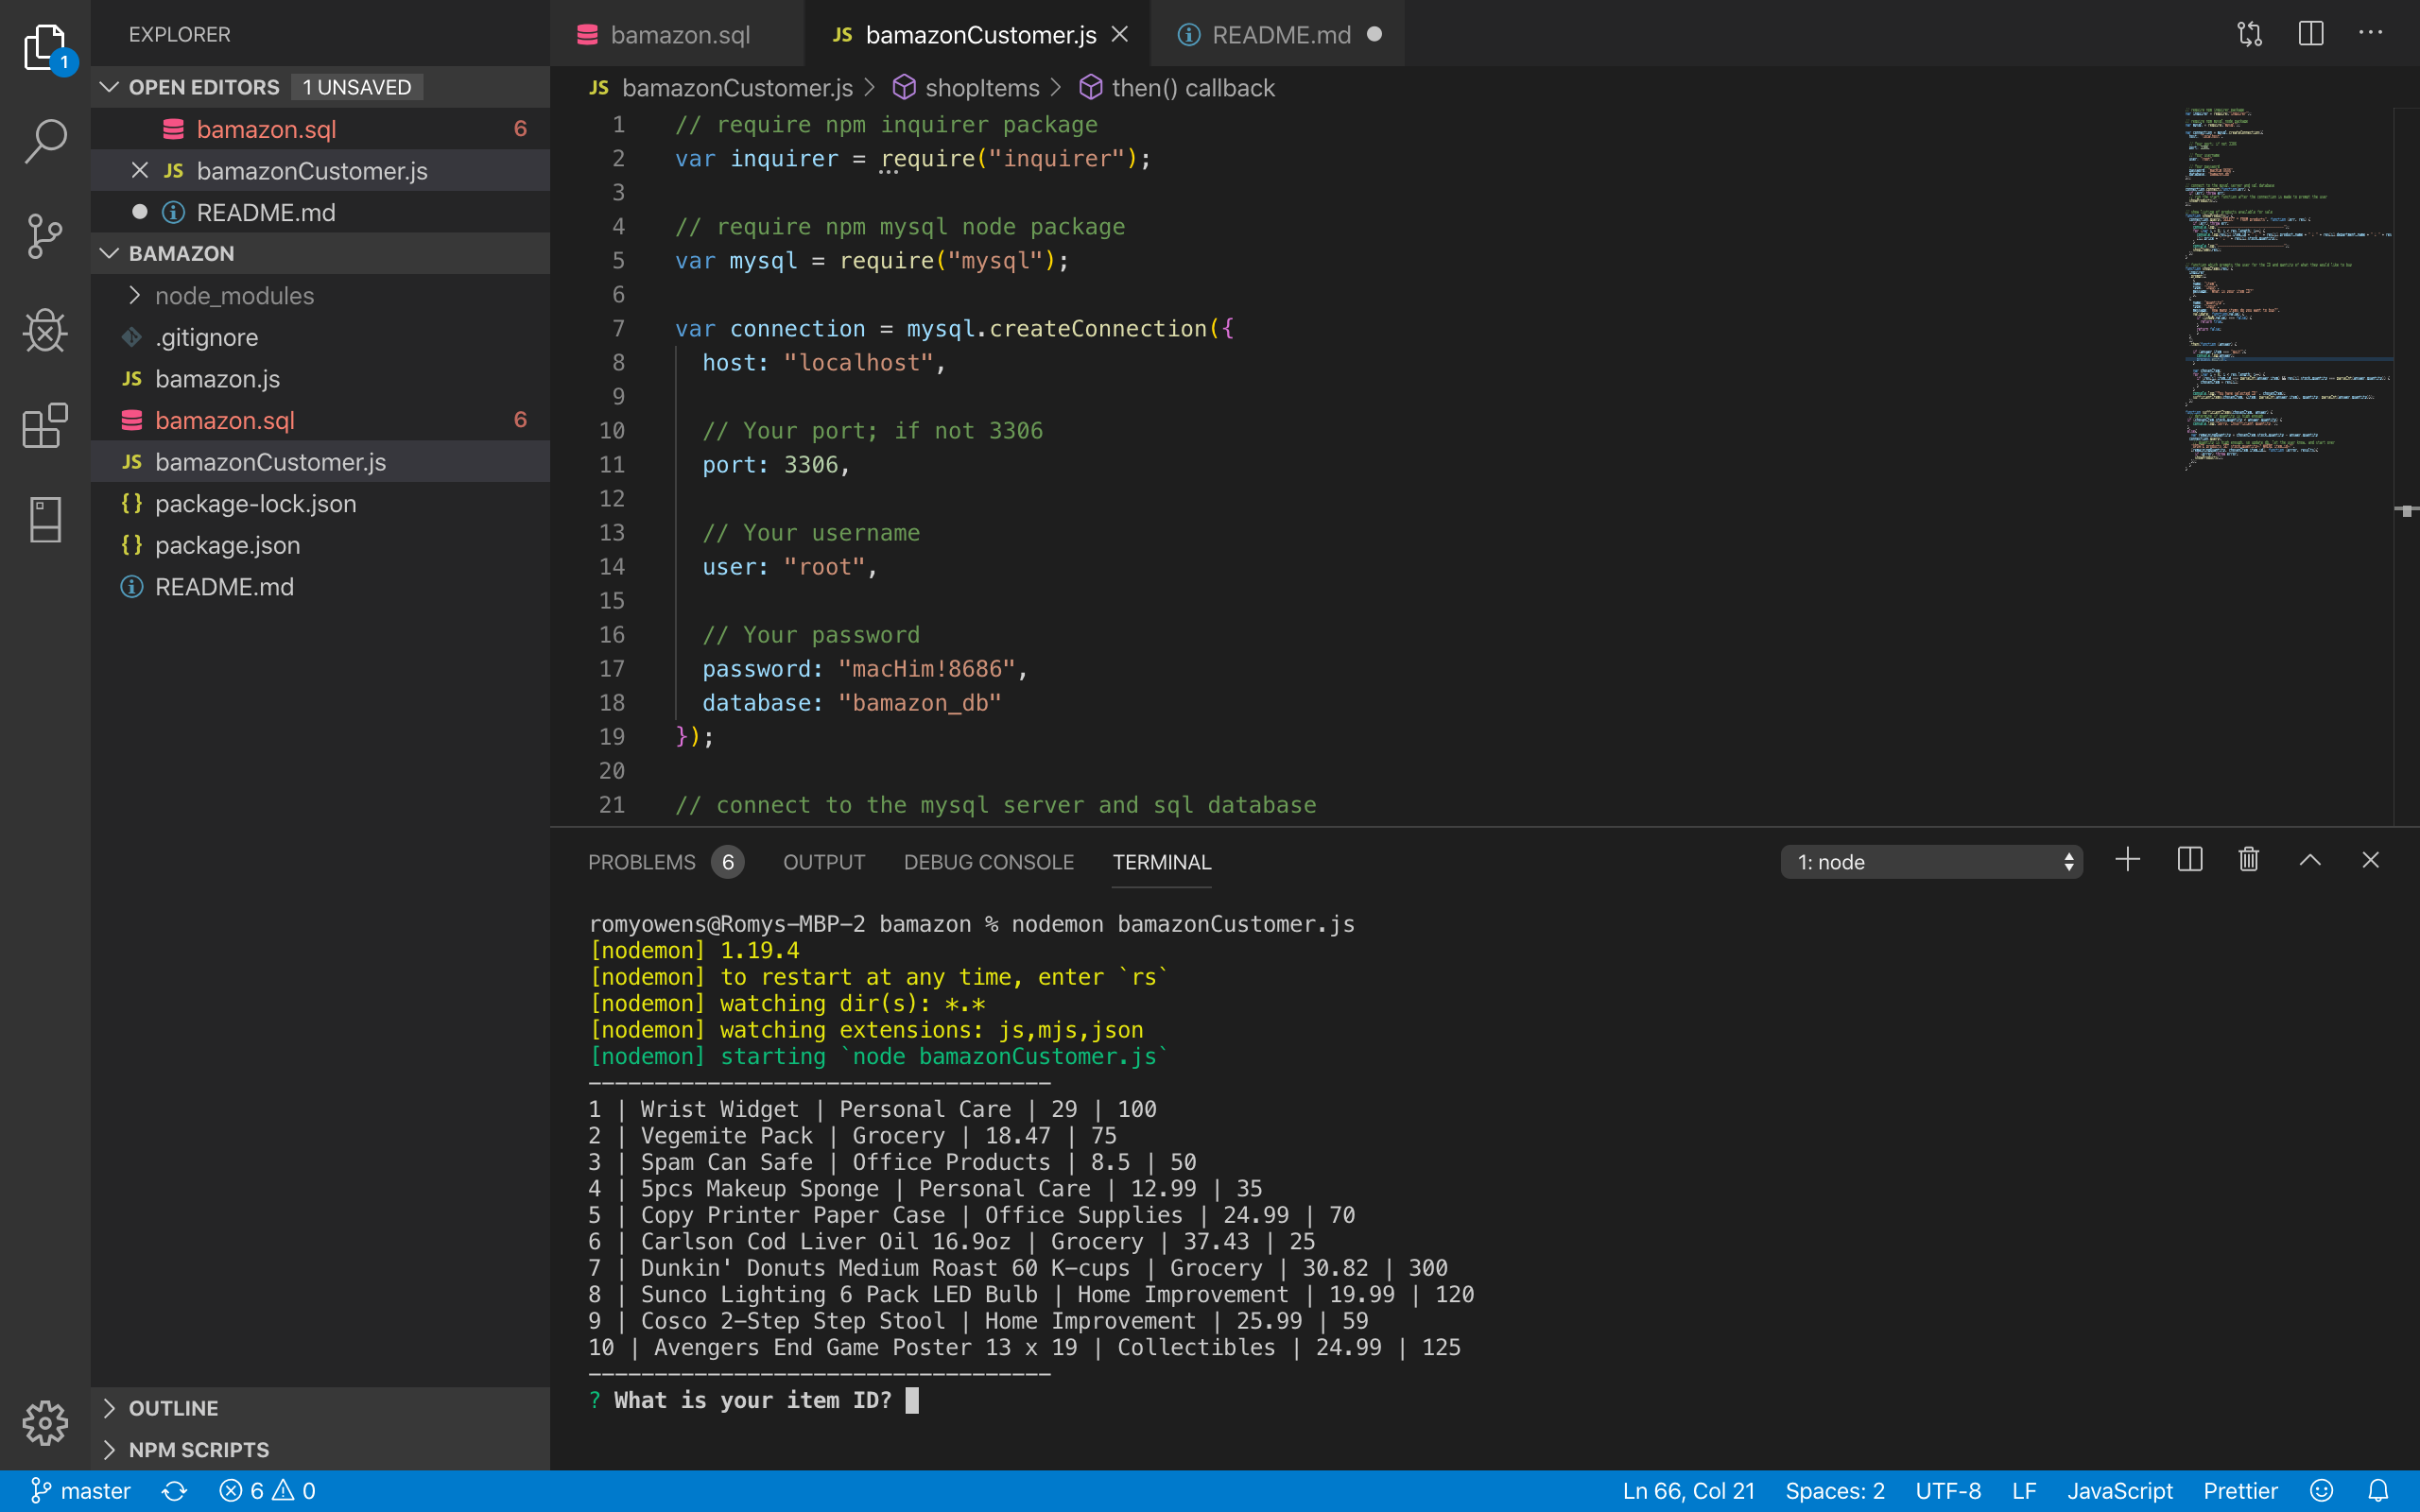 EXPLORER
OPEN EDITORS 1 UNSAVED
bamazon.sql 6
JS bamazonCustomer.js
README.md
BAMAZON
node_modules
.gitignore
JS bamazon.js
bamazon.sql 6
JS bamazonCustomer.js
{} package-lock.json
{} package.json
README.md
OUTLINE
NPM SCRIPTS
1
bamazon.sql JS bamazonCustomer.js README.md
JS bamazonCustomer.js > shopItems > then() callback
1 // require npm inquirer package
2 var inquirer = require("inquirer");
3
4 // require npm mysql node package
5 var mysql = require("mysql");
6
7 var connection = mysql.createConnection({
8 host: "localhost",
9
10 // Your port; if not 3306
11 port: 3306,
12
13 // Your username
14 user: "root",
15
16 // Your password
17 password: "macHim!8686",
18 database: "bamazon_db"
19 });
20
21 // connect to the mysql server and sql database
PROBLEMS 6 OUTPUT DEBUG CONSOLE TERMINAL 1: node
romyowens@Romys-MBP-2 bamazon % nodemon bamazonCustomer.js
[nodemon] 1.19.4
[nodemon] to restart at any time, enter `rs`
[nodemon] watching dir(s): *.*
[nodemon] watching extensions: js,mjs,json
[nodemon] starting `node bamazonCustomer.js`
-----------------------------------
1 | Wrist Widget | Personal Care | 29 | 100
2 | Vegemite Pack | Grocery | 18.47 | 75
3 | Spam Can Safe | Office Products | 8.5 | 50
4 | 5pcs Makeup Sponge | Personal Care | 12.99 | 35
5 | Copy Printer Paper Case | Office Supplies | 24.99 | 70
6 | Carlson Cod Liver Oil 16.9oz | Grocery | 37.43 | 25
7 | Dunkin' Donuts Medium Roast 60 K-cups | Grocery | 30.82 | 300
8 | Sunco Lighting 6 Pack LED Bulb | Home Improvement | 19.99 | 120
9 | Cosco 2-Step Step Stool | Home Improvement | 25.99 | 59
10 | Avengers End Game Poster 13 x 19 | Collectibles | 24.99 | 125
-----------------------------------
? What is your item ID?
master 6 0 Ln 66, Col 21 Spaces: 2 UTF-8 LF JavaScript Prettier